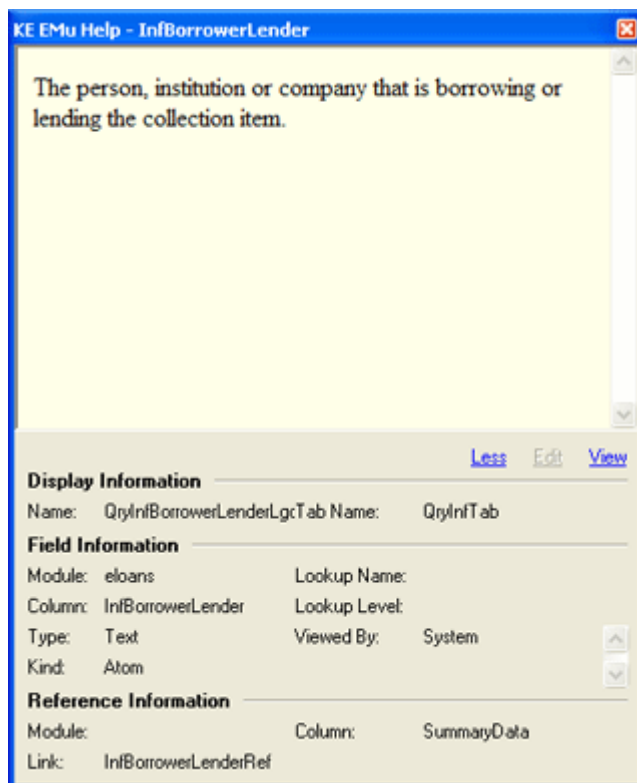 KE EMu Help - InfBorrowerLender
The person, institution or company that is borrowing or
lending the collection item.
Less Edit View
Display Information
Name: QryInfBorrowerLenderLgc Tab Name: QryInfTab
Field Information
Module: eloans Lookup Name:
Column: InfBorrowerLender Lookup Level:
Type: Text Viewed By: System
Kind: Atom
Reference Information
Module: Column: SummaryData
Link: InfBorrowerLenderRef